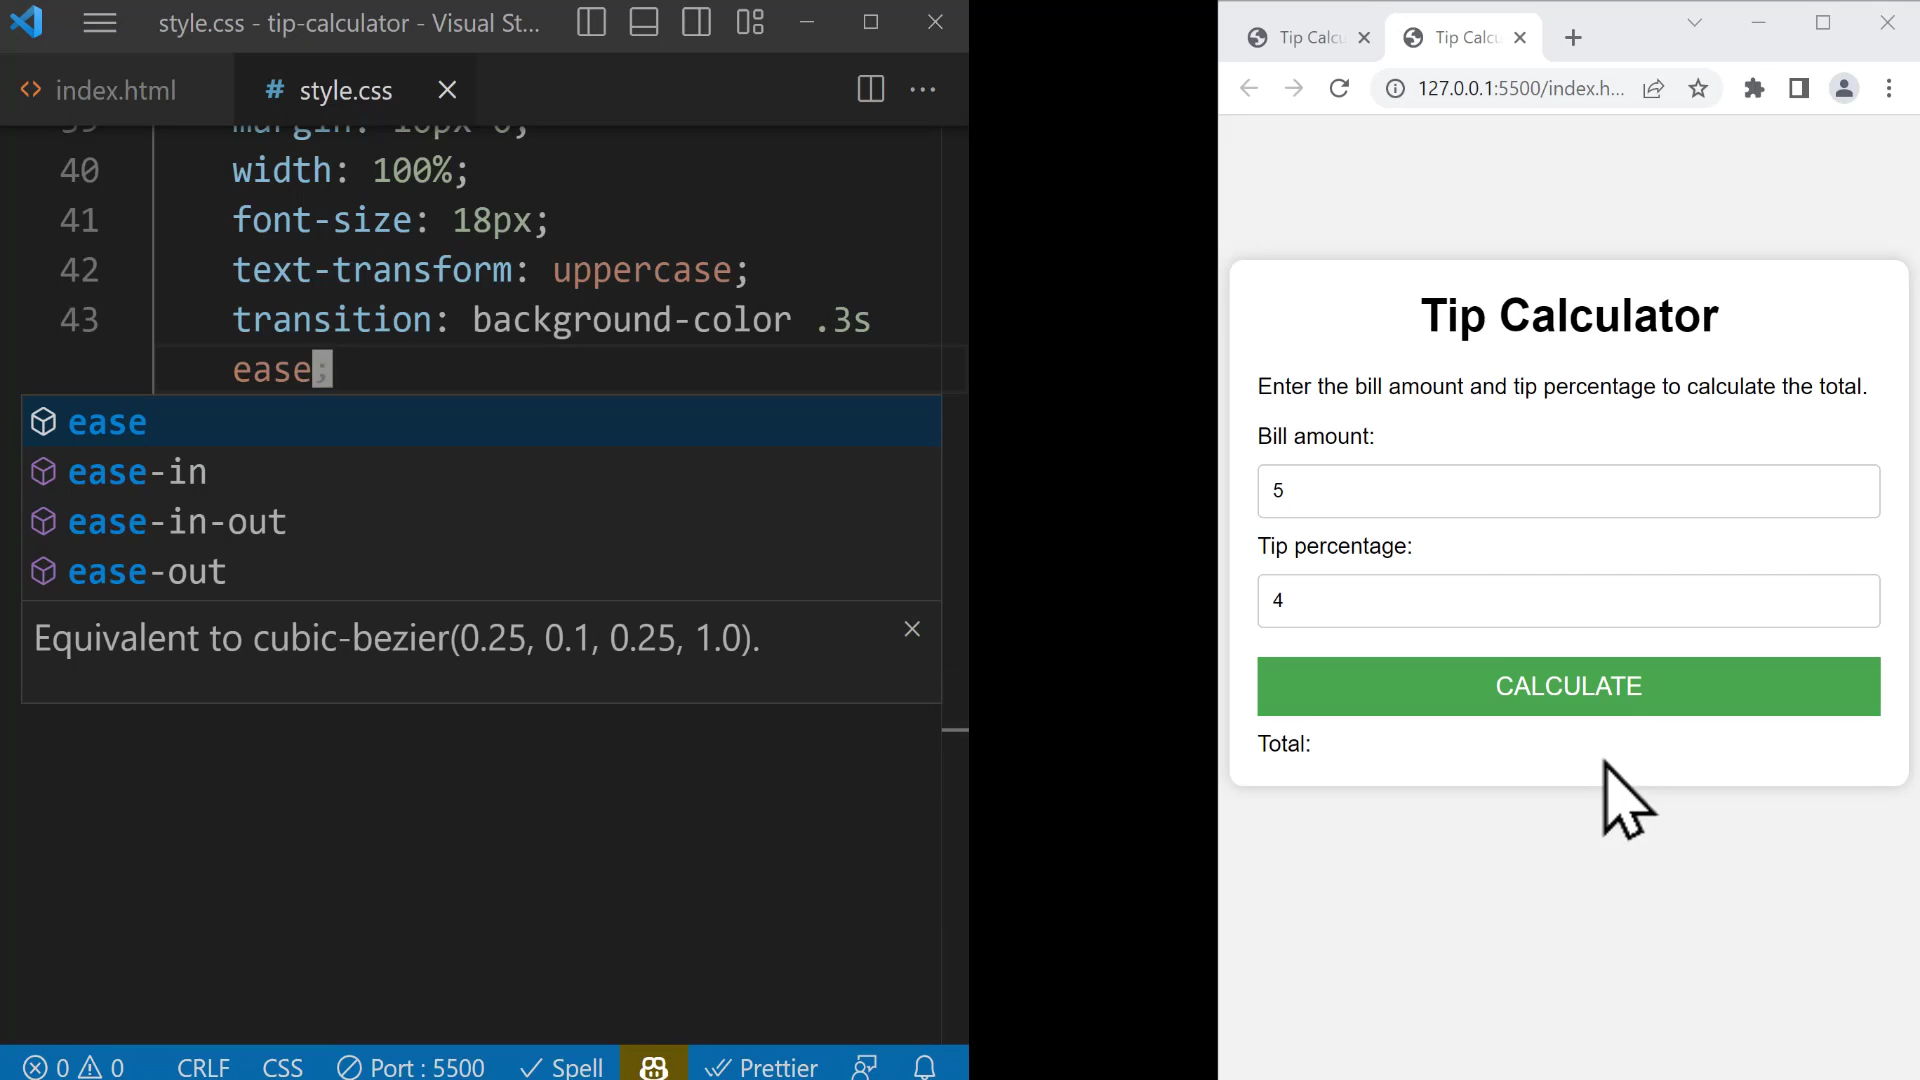 style.css - tip-calculator - Visual St...
index.html
# style.css
39 margin: 10px 0;
40 width: 100%;
41 font-size: 18px;
42 text-transform: uppercase;
43 transition: background-color .3s
ease;
ease
ease-in
ease-in-out
ease-out
Equivalent to cubic-bezier(0.25, 0.1, 0.25, 1.0).
0 0 CRLF CSS Port : 5500 Spell Prettier
Tip Calcu Tip Calcu
127.0.0.1:5500/index.h...
Tip Calculator
Enter the bill amount and tip percentage to calculate the total.
Bill amount:
5
Tip percentage:
4
CALCULATE
Total: